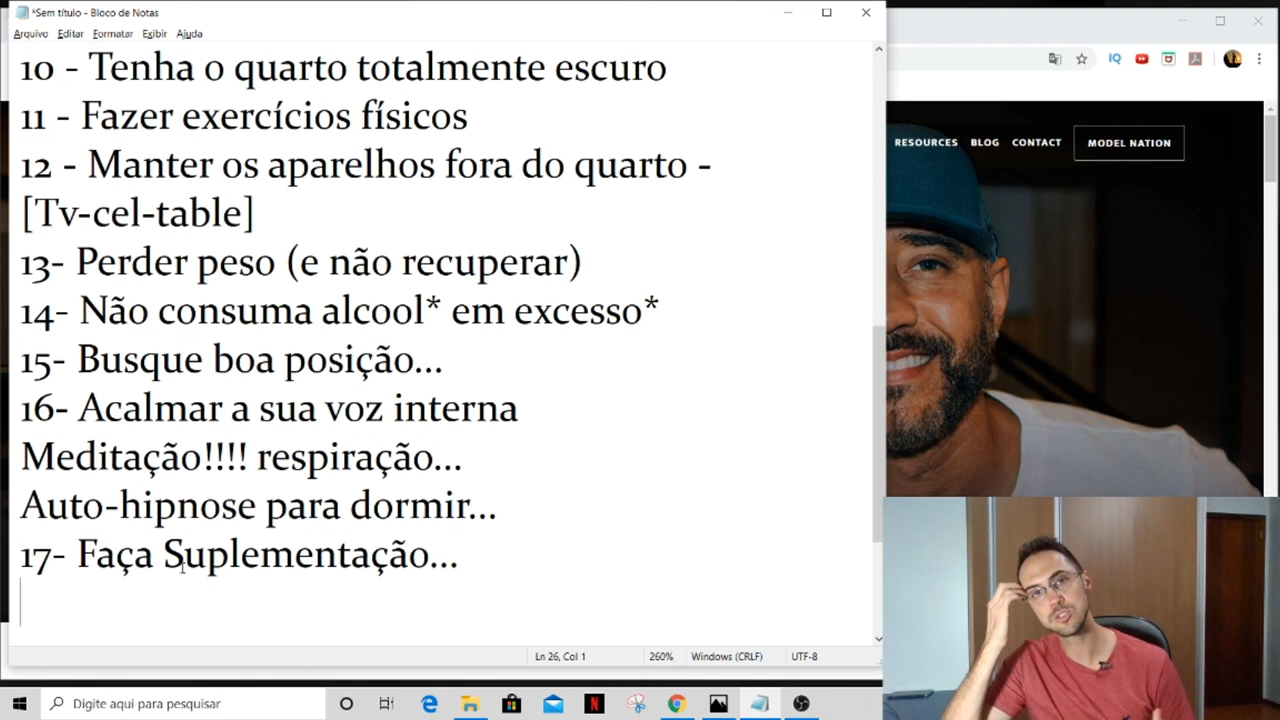 *Sem título - Bloco de Notas
Arquivo Editar Formatar Exibir Ajuda
10 - Tenha o quarto totalmente escuro
11 - Fazer exercícios físicos
12 - Manter os aparelhos fora do quarto -
[Tv-cel-table]
13- Perder peso (e não recuperar)
14- Não consuma alcool* em excesso*
15- Busque boa posição...
16- Acalmar a sua voz interna
Meditação!!!! respiração...
Auto-hipnose para dormir...
17- Faça Suplementação...
Ln 26, Col 1 260% Windows (CRLF) UTF-8
IQ
RESOURCES BLOG CONTACT MODEL NATION
Digite aqui para pesquisar